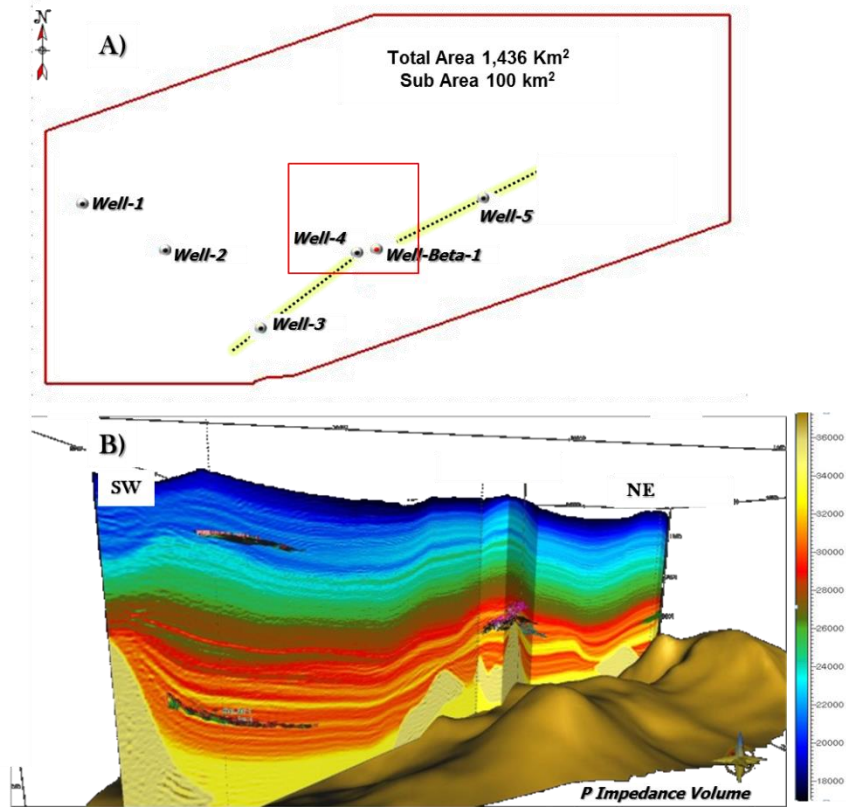 N
A)
Total Area 1,436 Km²
Sub Area 100 km²
Well-1
Well-2
Well-4
Well-Beta-1
Well-5
Well-3
B)
SW
NE
36000
34000
32000
30000
28000
26000
24000
22000
20000
18000
P Impedance Volume